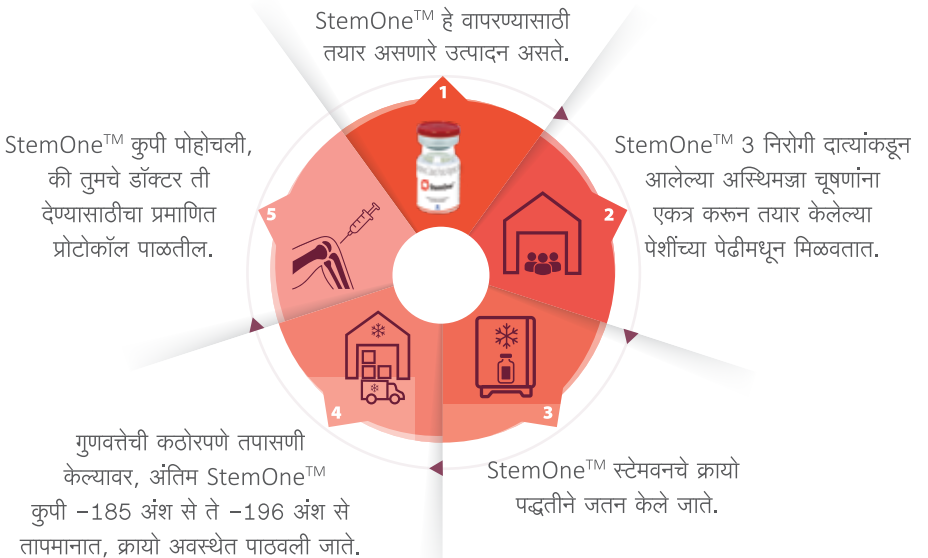 StemOne™ हे वापरण्यासाठी
तयार असणारे उत्पादन असते.
1
StemOne™ 3 निरोगी दात्यांकडून
आलेल्या अस्थिमज्जा चूषणांना
एकत्र करून तयार केलेल्या
पेशींच्या पेढीमधून मिळवतात.
2
StemOne™ स्टेमवनचे क्रायो
पद्धतीने जतन केले जाते.
3
गुणवत्तेची कठोरपणे तपासणी
केल्यावर, अंतिम StemOne™
कुपी –185 अंश से ते –196 अंश से
तापमानात, क्रायो अवस्थेत पाठवली जाते.
4
StemOne™ कुपी पोहोचली,
की तुमचे डॉक्टर ती
देण्यासाठीचा प्रमाणित
प्रोटोकॉल पाळतील.
5
StemOne